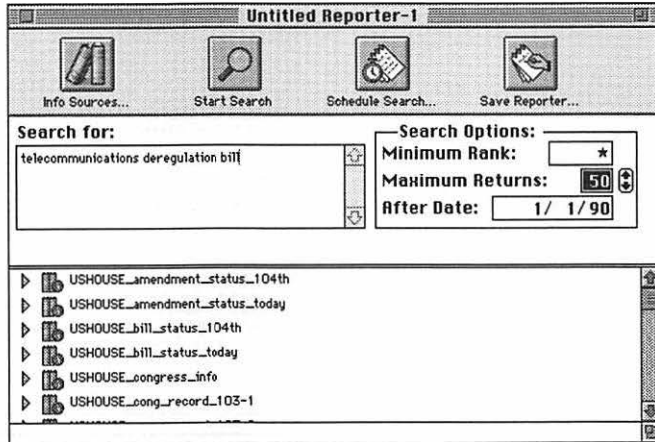 Untitled Reporter-1
Info Sources... Start Search Schedule Search... Save Reporter...
Search for:
telecommunications deregulation bill
Search Options:
Minimum Rank: ★
Maximum Returns: 50
After Date: 1/ 1/90
USHOUSE_amendment_status_104th
USHOUSE_amendment_status_today
USHOUSE_bill_status_104th
USHOUSE_bill_status_today
USHOUSE_congress_info
USHOUSE_cong_record_103-1